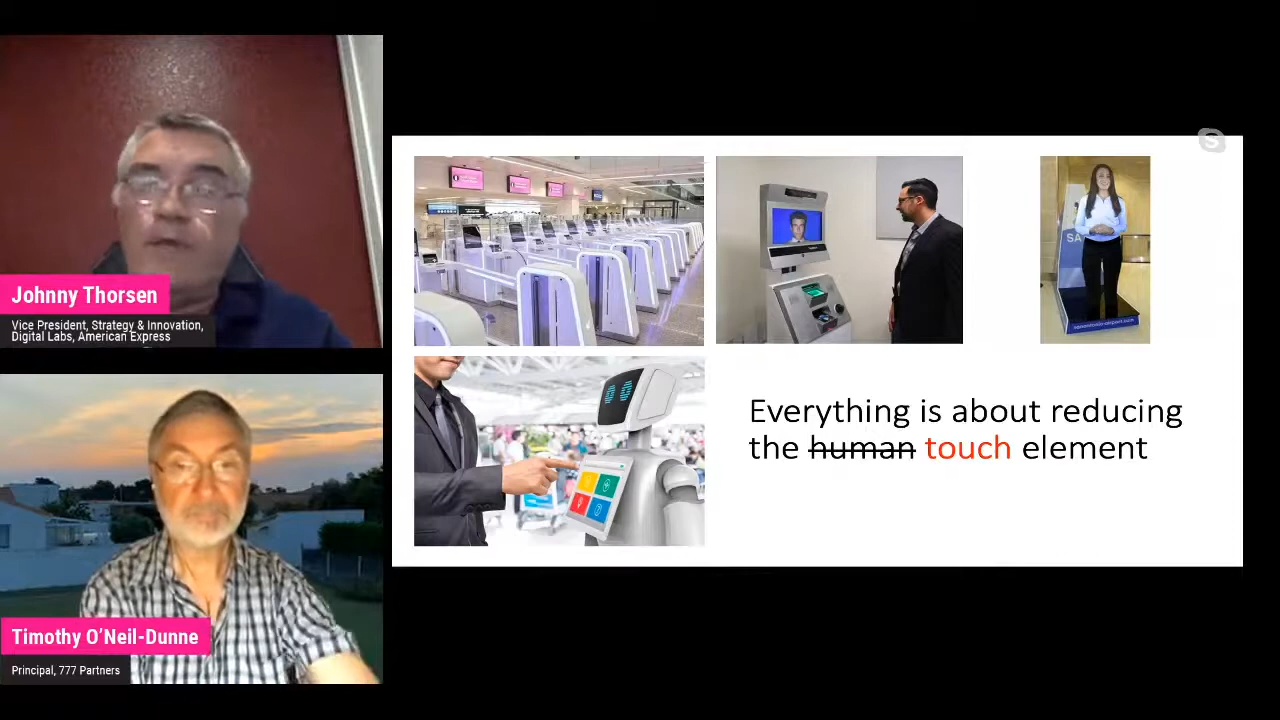 Johnny Thorsen
Vice President, Strategy & Innovation,
Digital Labs, American Express
Timothy O'Neil-Dunne
Principal, 777 Partners
Everything is about reducing
the human touch element